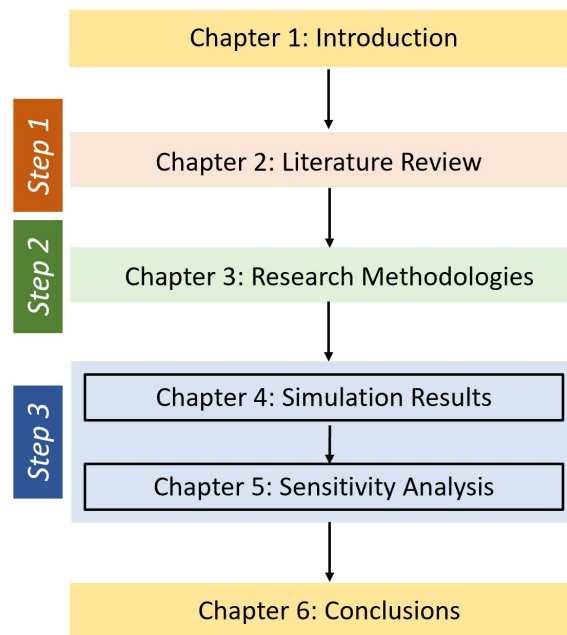 Chapter 1: Introduction
Step 1
Chapter 2: Literature Review
Step 2
Chapter 3: Research Methodologies
Step 3
Chapter 4: Simulation Results
Chapter 5: Sensitivity Analysis
Chapter 6: Conclusions